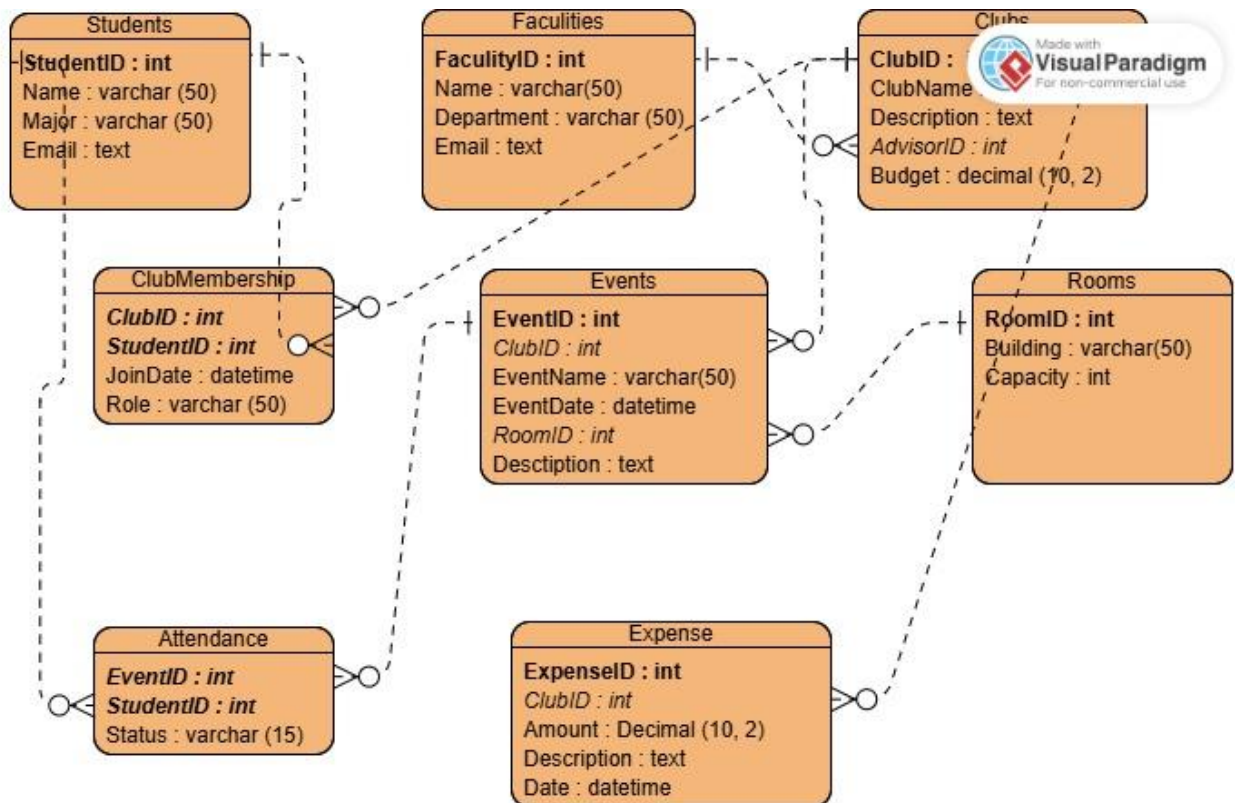 Students
StudentID : int
Name : varchar (50)
Major : varchar (50)
Email : text
Faculities
FaculityID : int
Name : varchar(50)
Department : varchar (50)
Email : text
Clubs
ClubID :
ClubName
Description : text
AdvisorID : int
Budget : decimal (10, 2)
Made with
Visual Paradigm
For non-commercial use
ClubMembership
ClubID : int
StudentID : int
JoinDate : datetime
Role : varchar (50)
Events
EventID : int
ClubID : int
EventName : varchar(50)
EventDate : datetime
RoomID : int
Desctiption : text
Rooms
RoomID : int
Building : varchar(50)
Capacity : int
Attendance
EventID : int
StudentID : int
Status : varchar (15)
Expense
ExpenseID : int
ClubID : int
Amount : Decimal (10, 2)
Description : text
Date : datetime